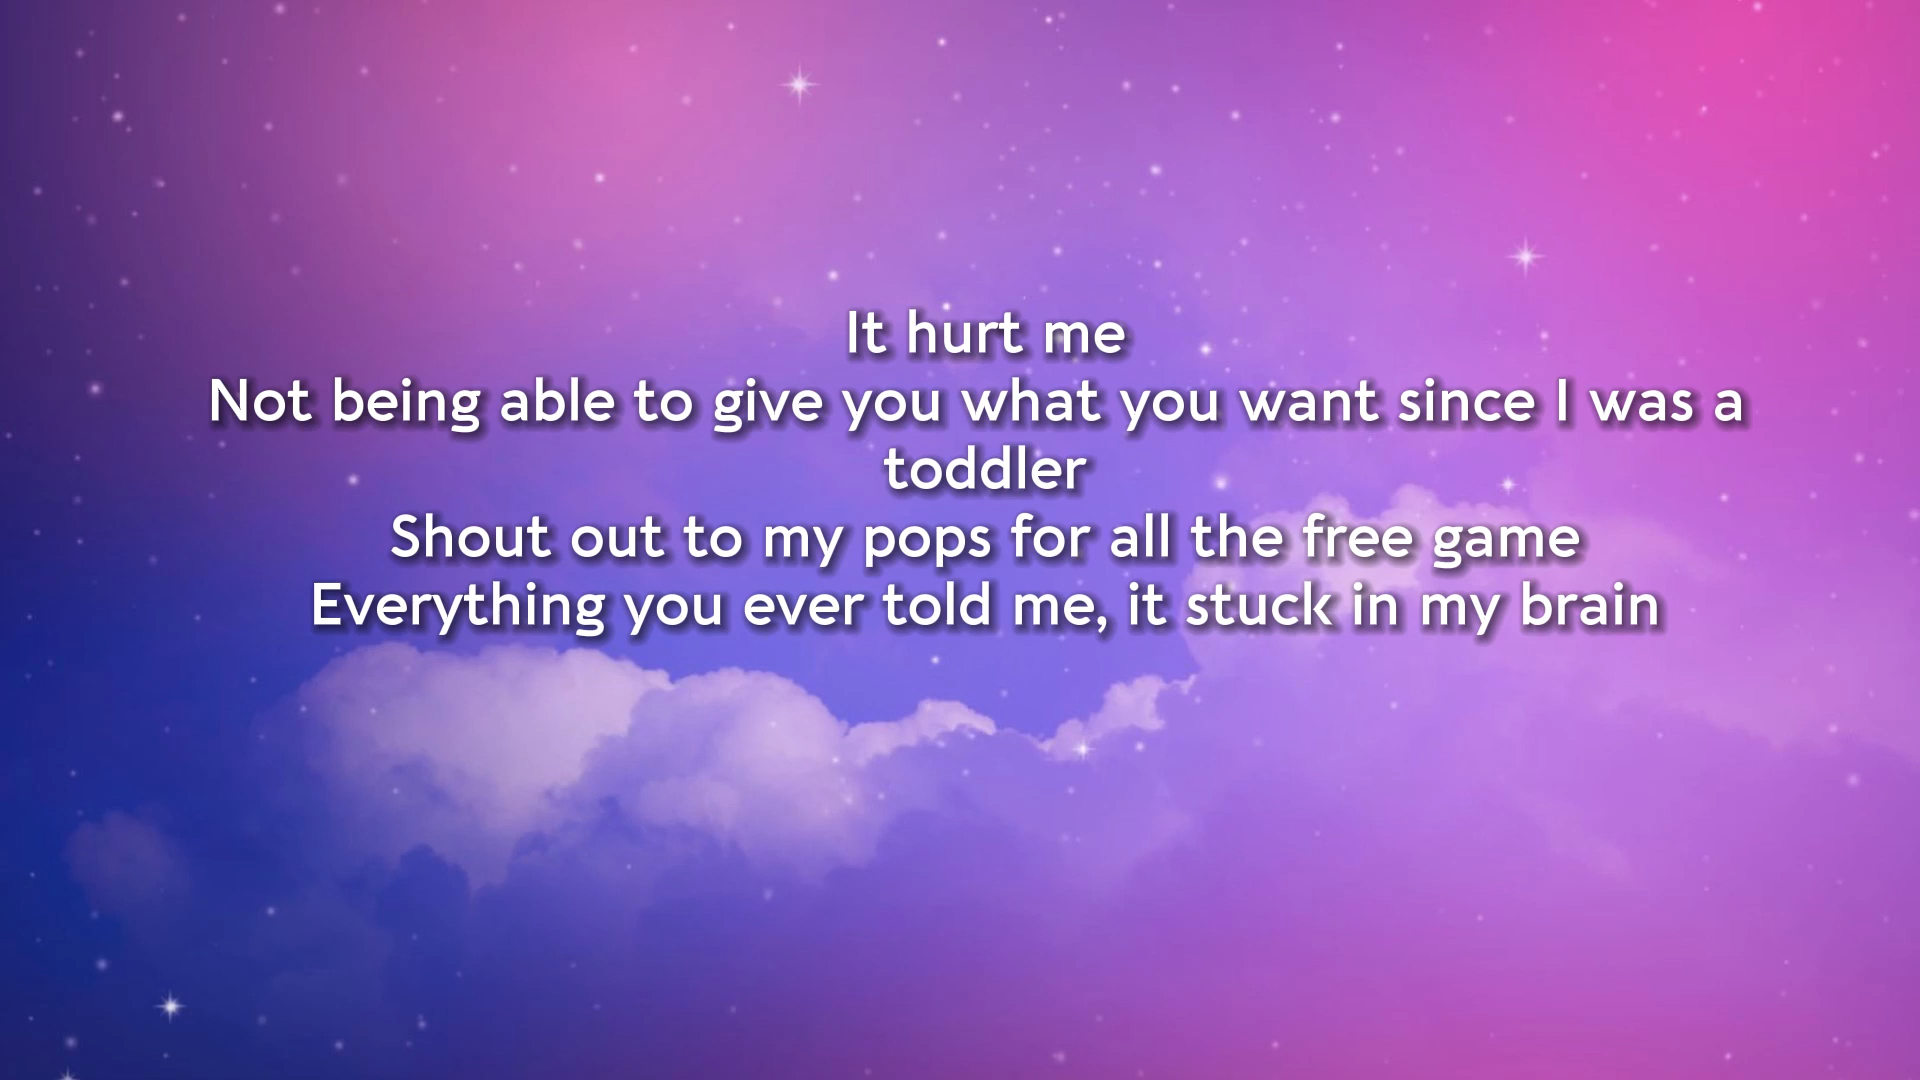 It hurt me
Not being able to give you what you want since I was a
toddler
Shout out to my pops for all the free game
Everything you ever told me, it stuck in my brain